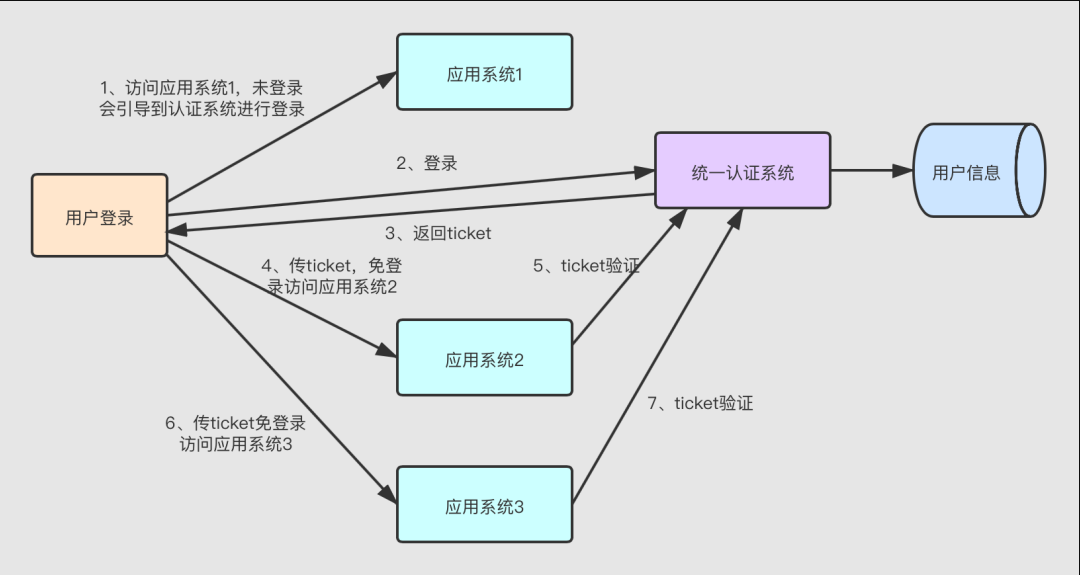 应用系统1
1、访问应用系统1，未登录
会引导到认证系统进行登录
2、登录
统一认证系统
用户信息
用户登录
3、返回ticket
4、传ticket，免登
录访问应用系统2
5、ticket验证
应用系统2
6、传ticket免登录
访问应用系统3
7、ticket验证
应用系统3